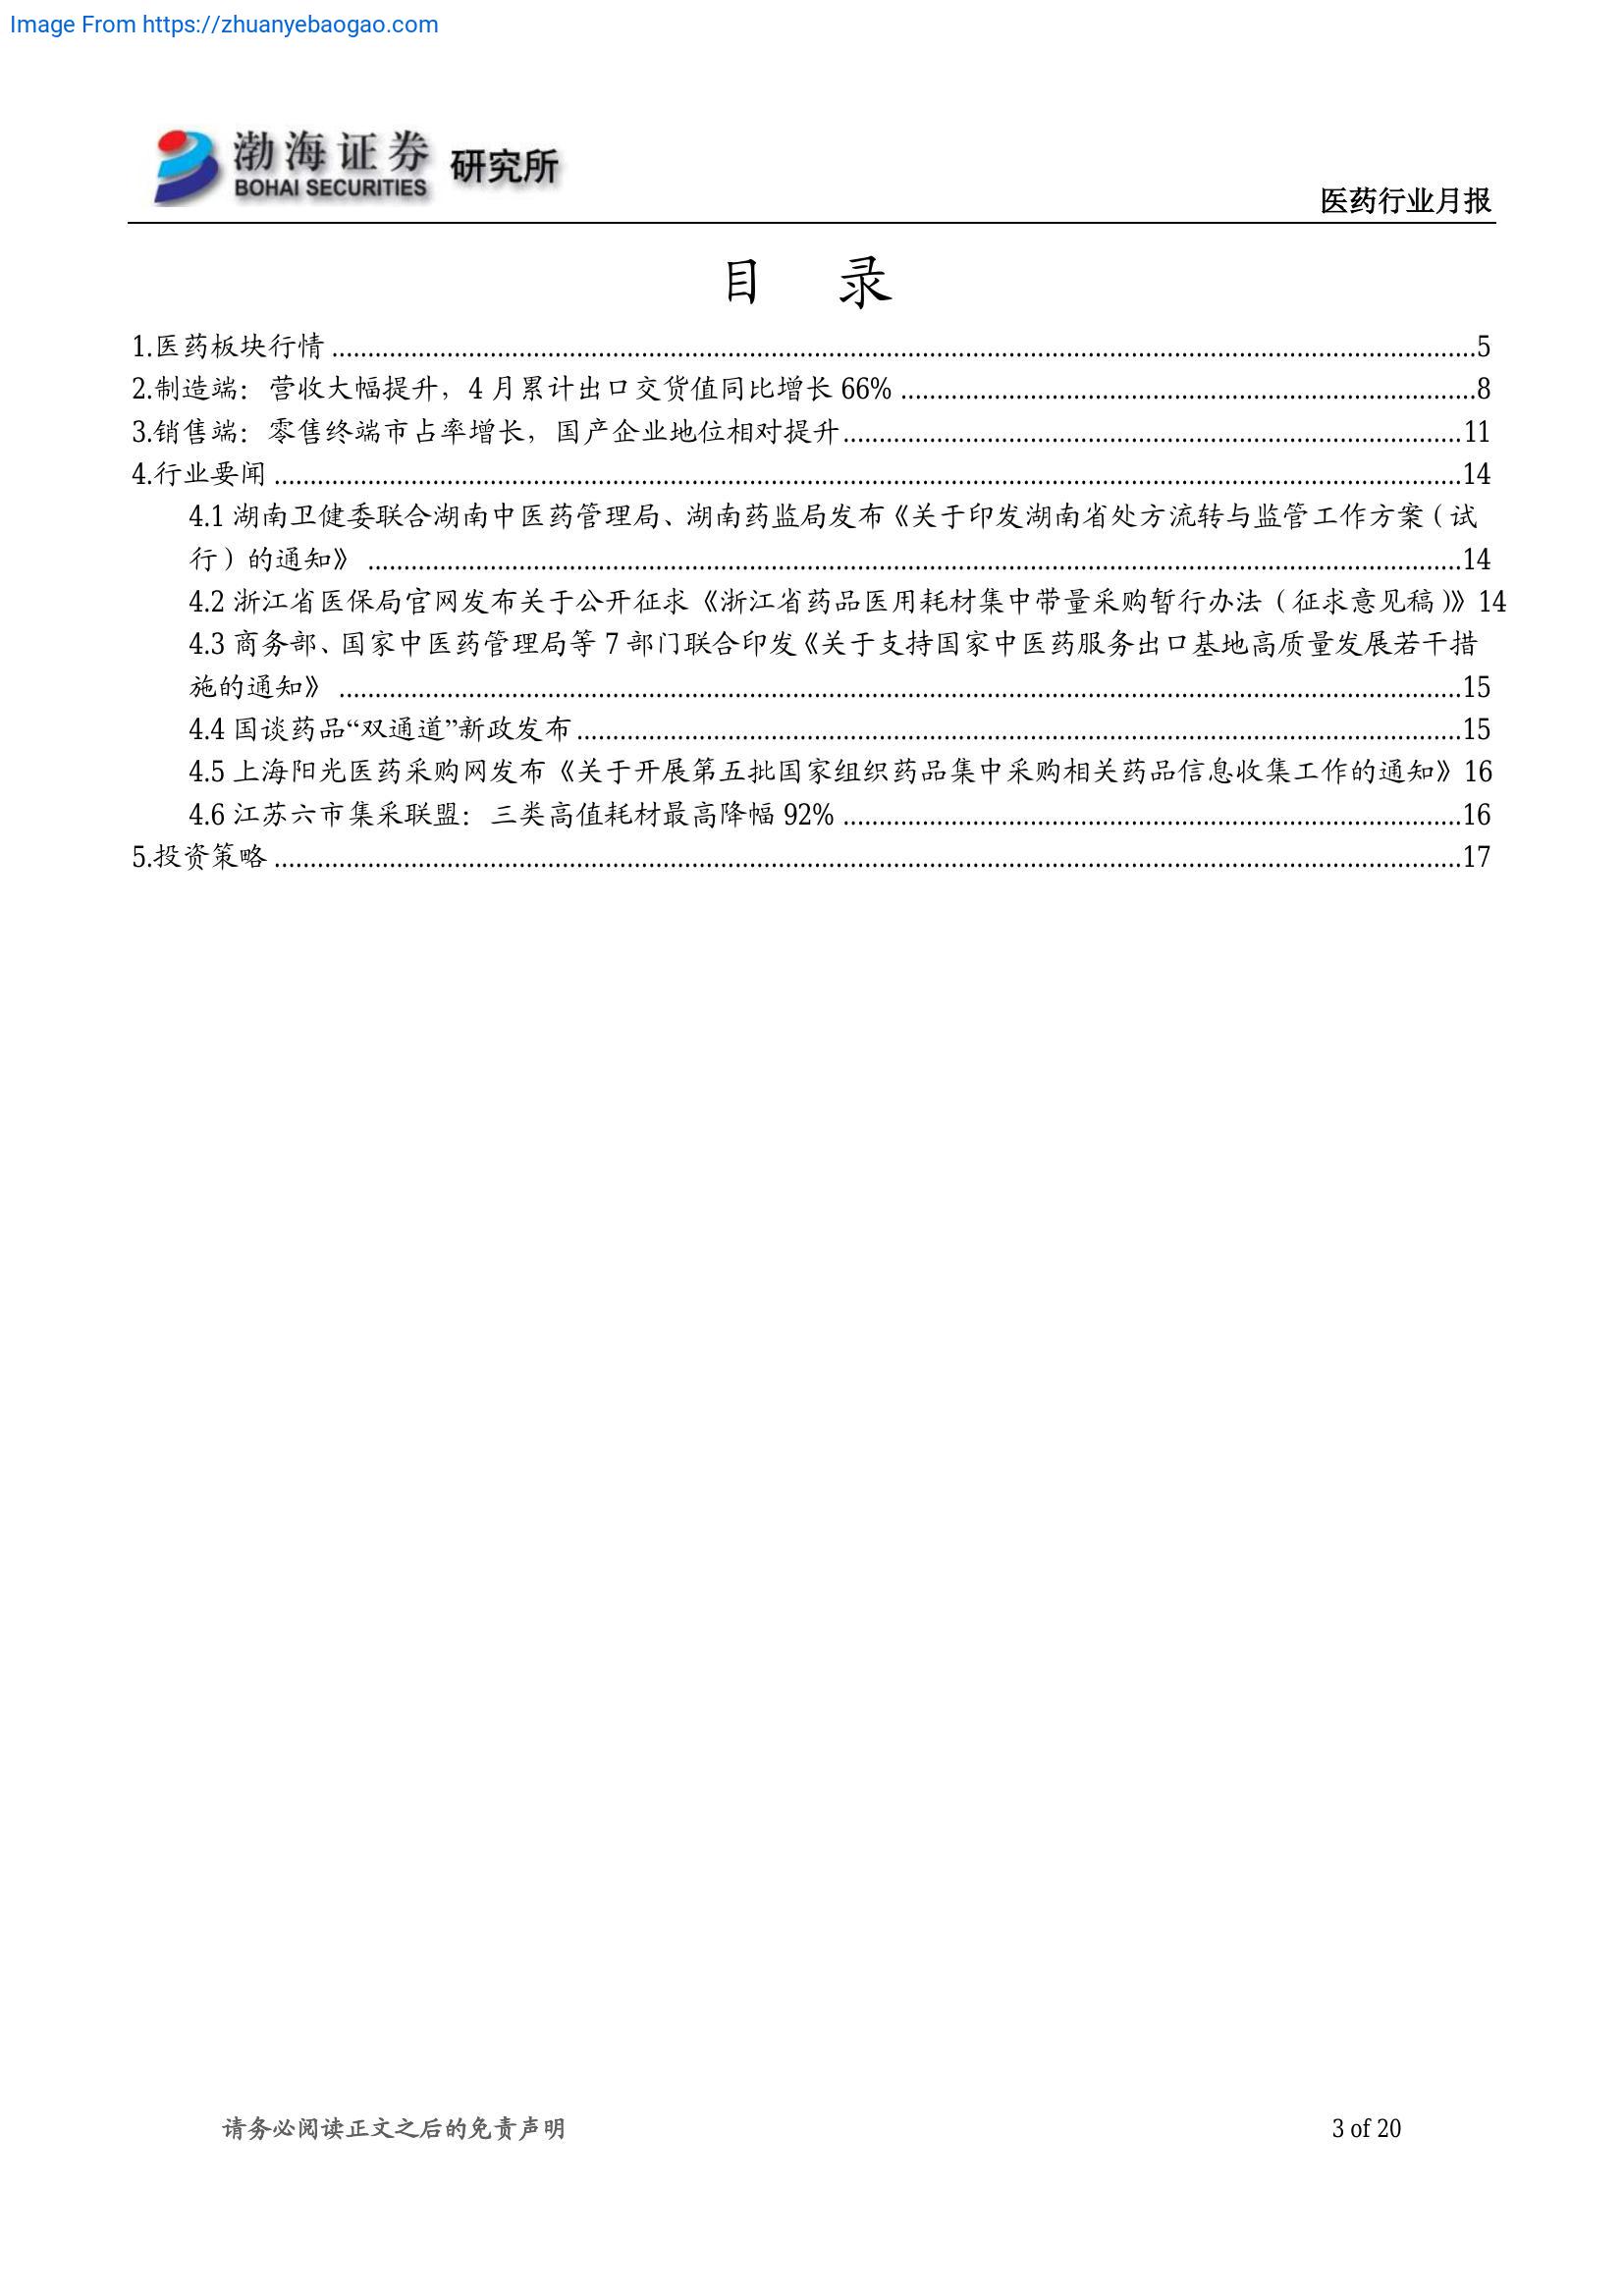 Image From https://zhuanyebaogao.com
渤海证券
BOHAI SECURITIES
研究所
医药行业月报
目 录
1.医药板块行情 ........ 5
2.制造端：营收大幅提升，4 月累计出口交货值同比增长 66% ........ 8
3.销售端：零售终端市占率增长，国产企业地位相对提升 ........ 11
4.行业要闻 ........ 14
4.1 湖南卫健委联合湖南中医药管理局、湖南药监局发布《关于印发湖南省处方流转与监管工作方案（试
行）的通知》 ........ 14
4.2 浙江省医保局官网发布关于公开征求《浙江省药品医用耗材集中带量采购暂行办法（征求意见稿）》14
4.3 商务部、国家中医药管理局等 7 部门联合印发《关于支持国家中医药服务出口基地高质量发展若干措
施的通知》 ........ 15
4.4 国谈药品“双通道”新政发布 ........ 15
4.5 上海阳光医药采购网发布《关于开展第五批国家组织药品集中采购相关药品信息收集工作的通知》16
4.6 江苏六市集采联盟：三类高值耗材最高降幅 92% ........ 16
5.投资策略 ........ 17
请务必阅读正文之后的免责声明
3 of 20